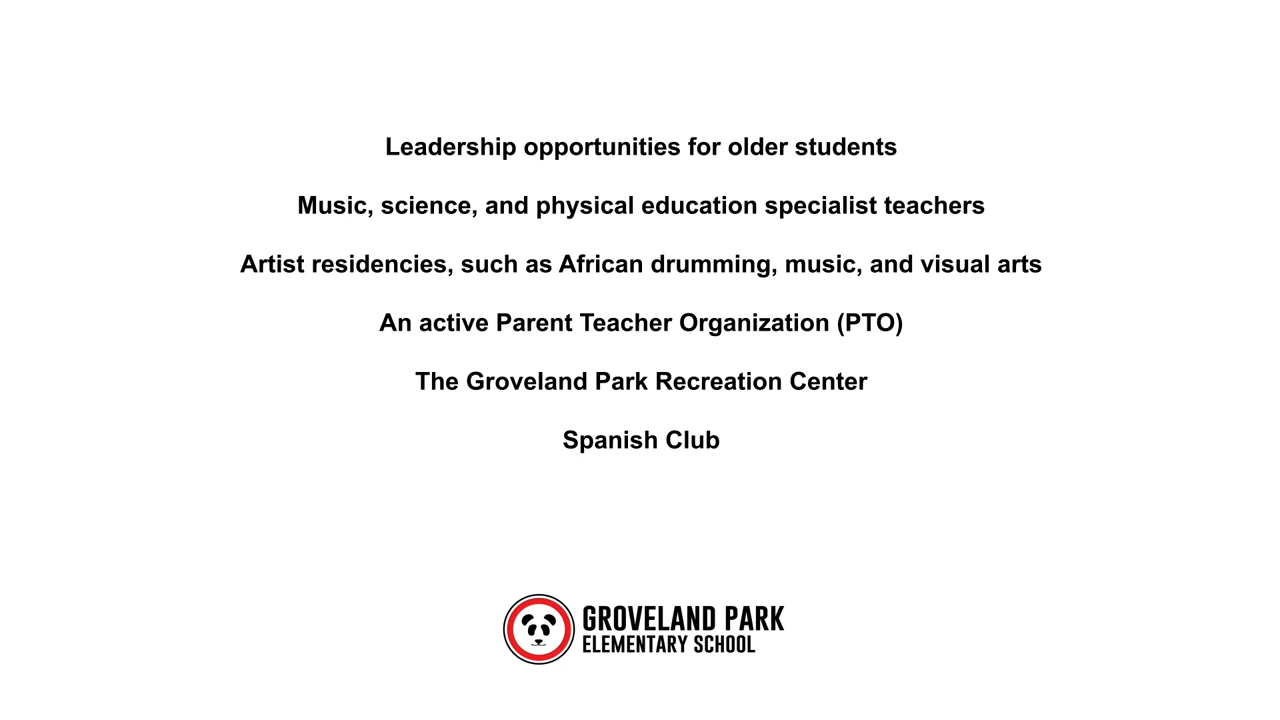 Leadership opportunities for older students
Music, science, and physical education specialist teachers
Artist residencies, such as African drumming, music, and visual arts
An active Parent Teacher Organization (PTO)
The Groveland Park Recreation Center
Spanish Club
GROVELAND PARK
ELEMENTARY SCHOOL